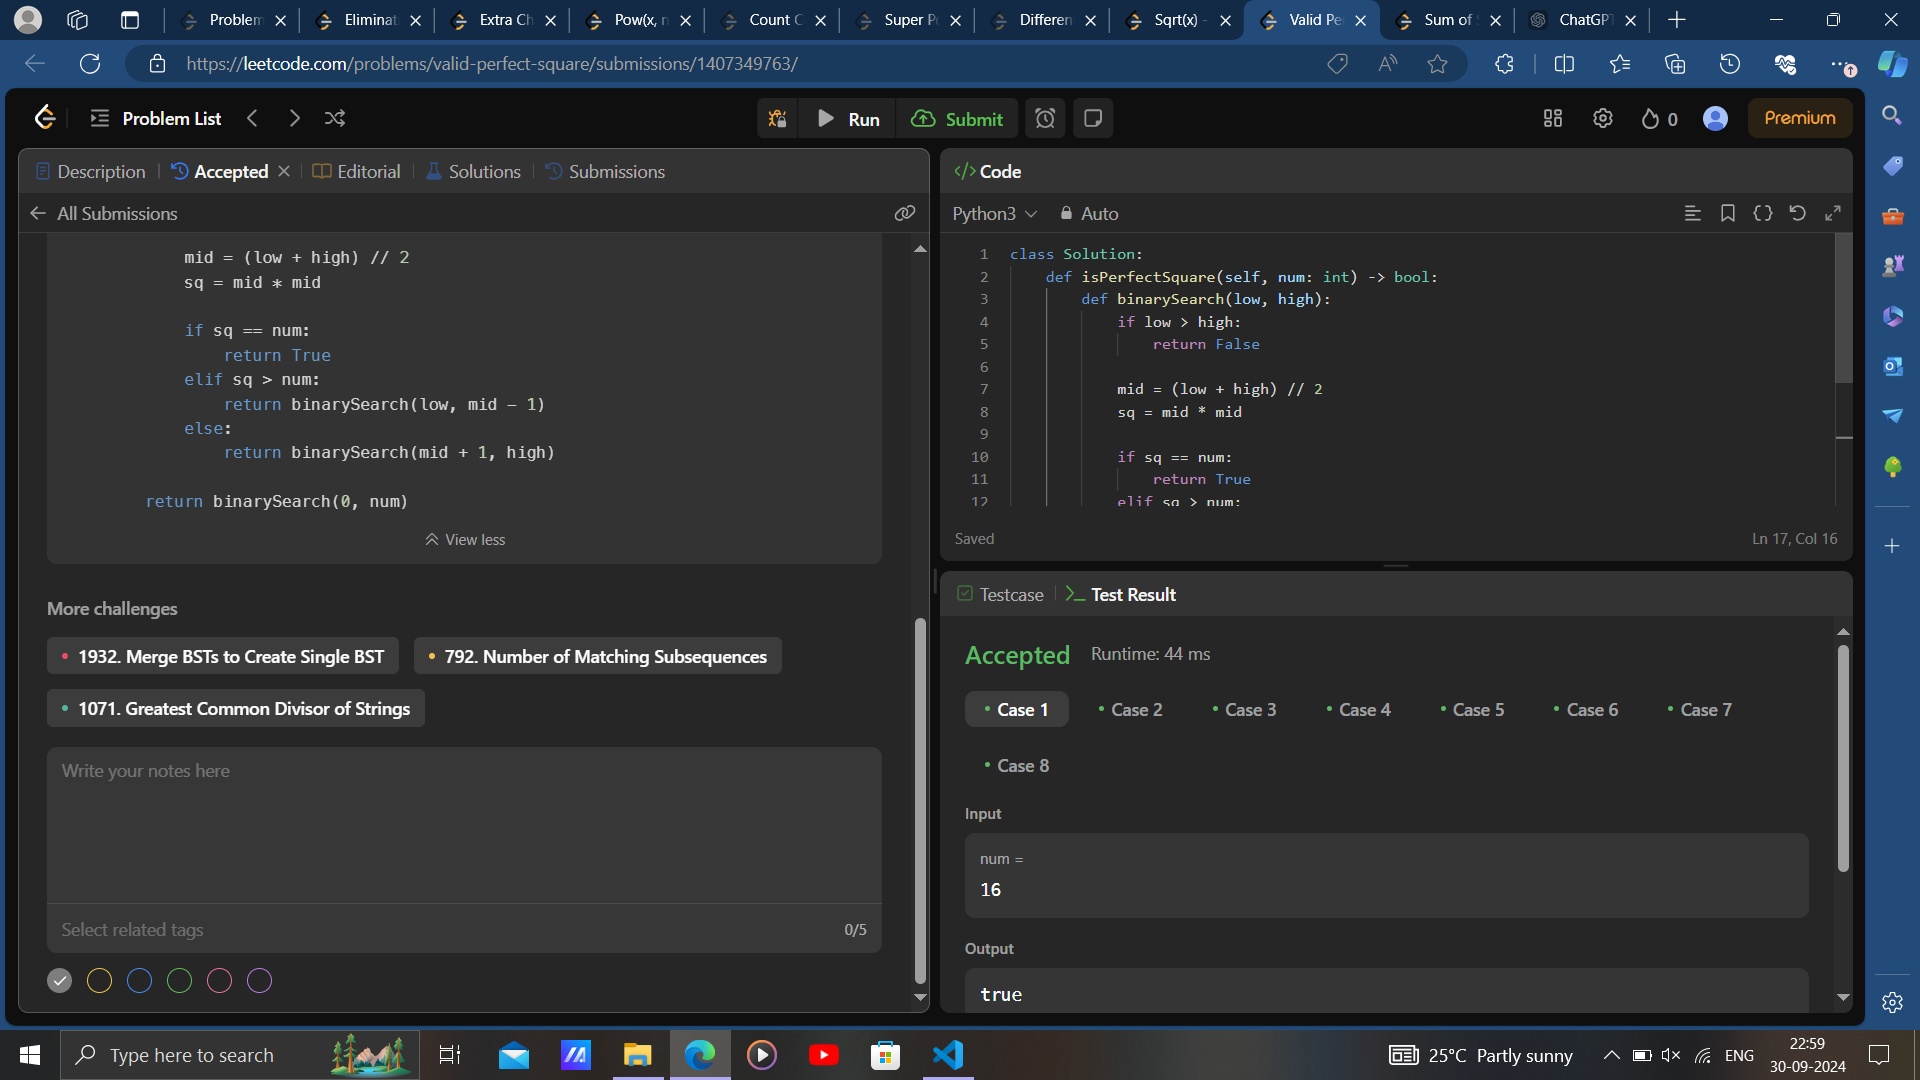 Problem
Eliminat
Extra Ch
Pow(x, n
Count C
Super P
Differen
Sqrt(x) -
Valid Pe
Sum of
ChatGPT
https://leetcode.com/problems/valid-perfect-square/submissions/1407349763/
Problem List
Run
Submit
0
Premium
Description
Accepted
Editorial
Solutions
Submissions
All Submissions
mid = (low + high) // 2
sq = mid * mid
if sq == num:
return True
elif sq > num:
return binarySearch(low, mid - 1)
else:
return binarySearch(mid + 1, high)
return binarySearch(0, num)
View less
More challenges
1932. Merge BSTs to Create Single BST
792. Number of Matching Subsequences
1071. Greatest Common Divisor of Strings
Write your notes here
Select related tags
0/5
</> Code
Python3
Auto
1 class Solution:
2 def isPerfectSquare(self, num: int) -> bool:
3 def binarySearch(low, high):
4 if low > high:
5 return False
6
7 mid = (low + high) // 2
8 sq = mid * mid
9
10 if sq == num:
11 return True
12 elif sq > num:
Saved
Ln 17, Col 16
Testcase
Test Result
Accepted
Runtime: 44 ms
Case 1
Case 2
Case 3
Case 4
Case 5
Case 6
Case 7
Case 8
Input
num =
16
Output
true
Type here to search
25°C Partly sunny
ENG
22:59
30-09-2024